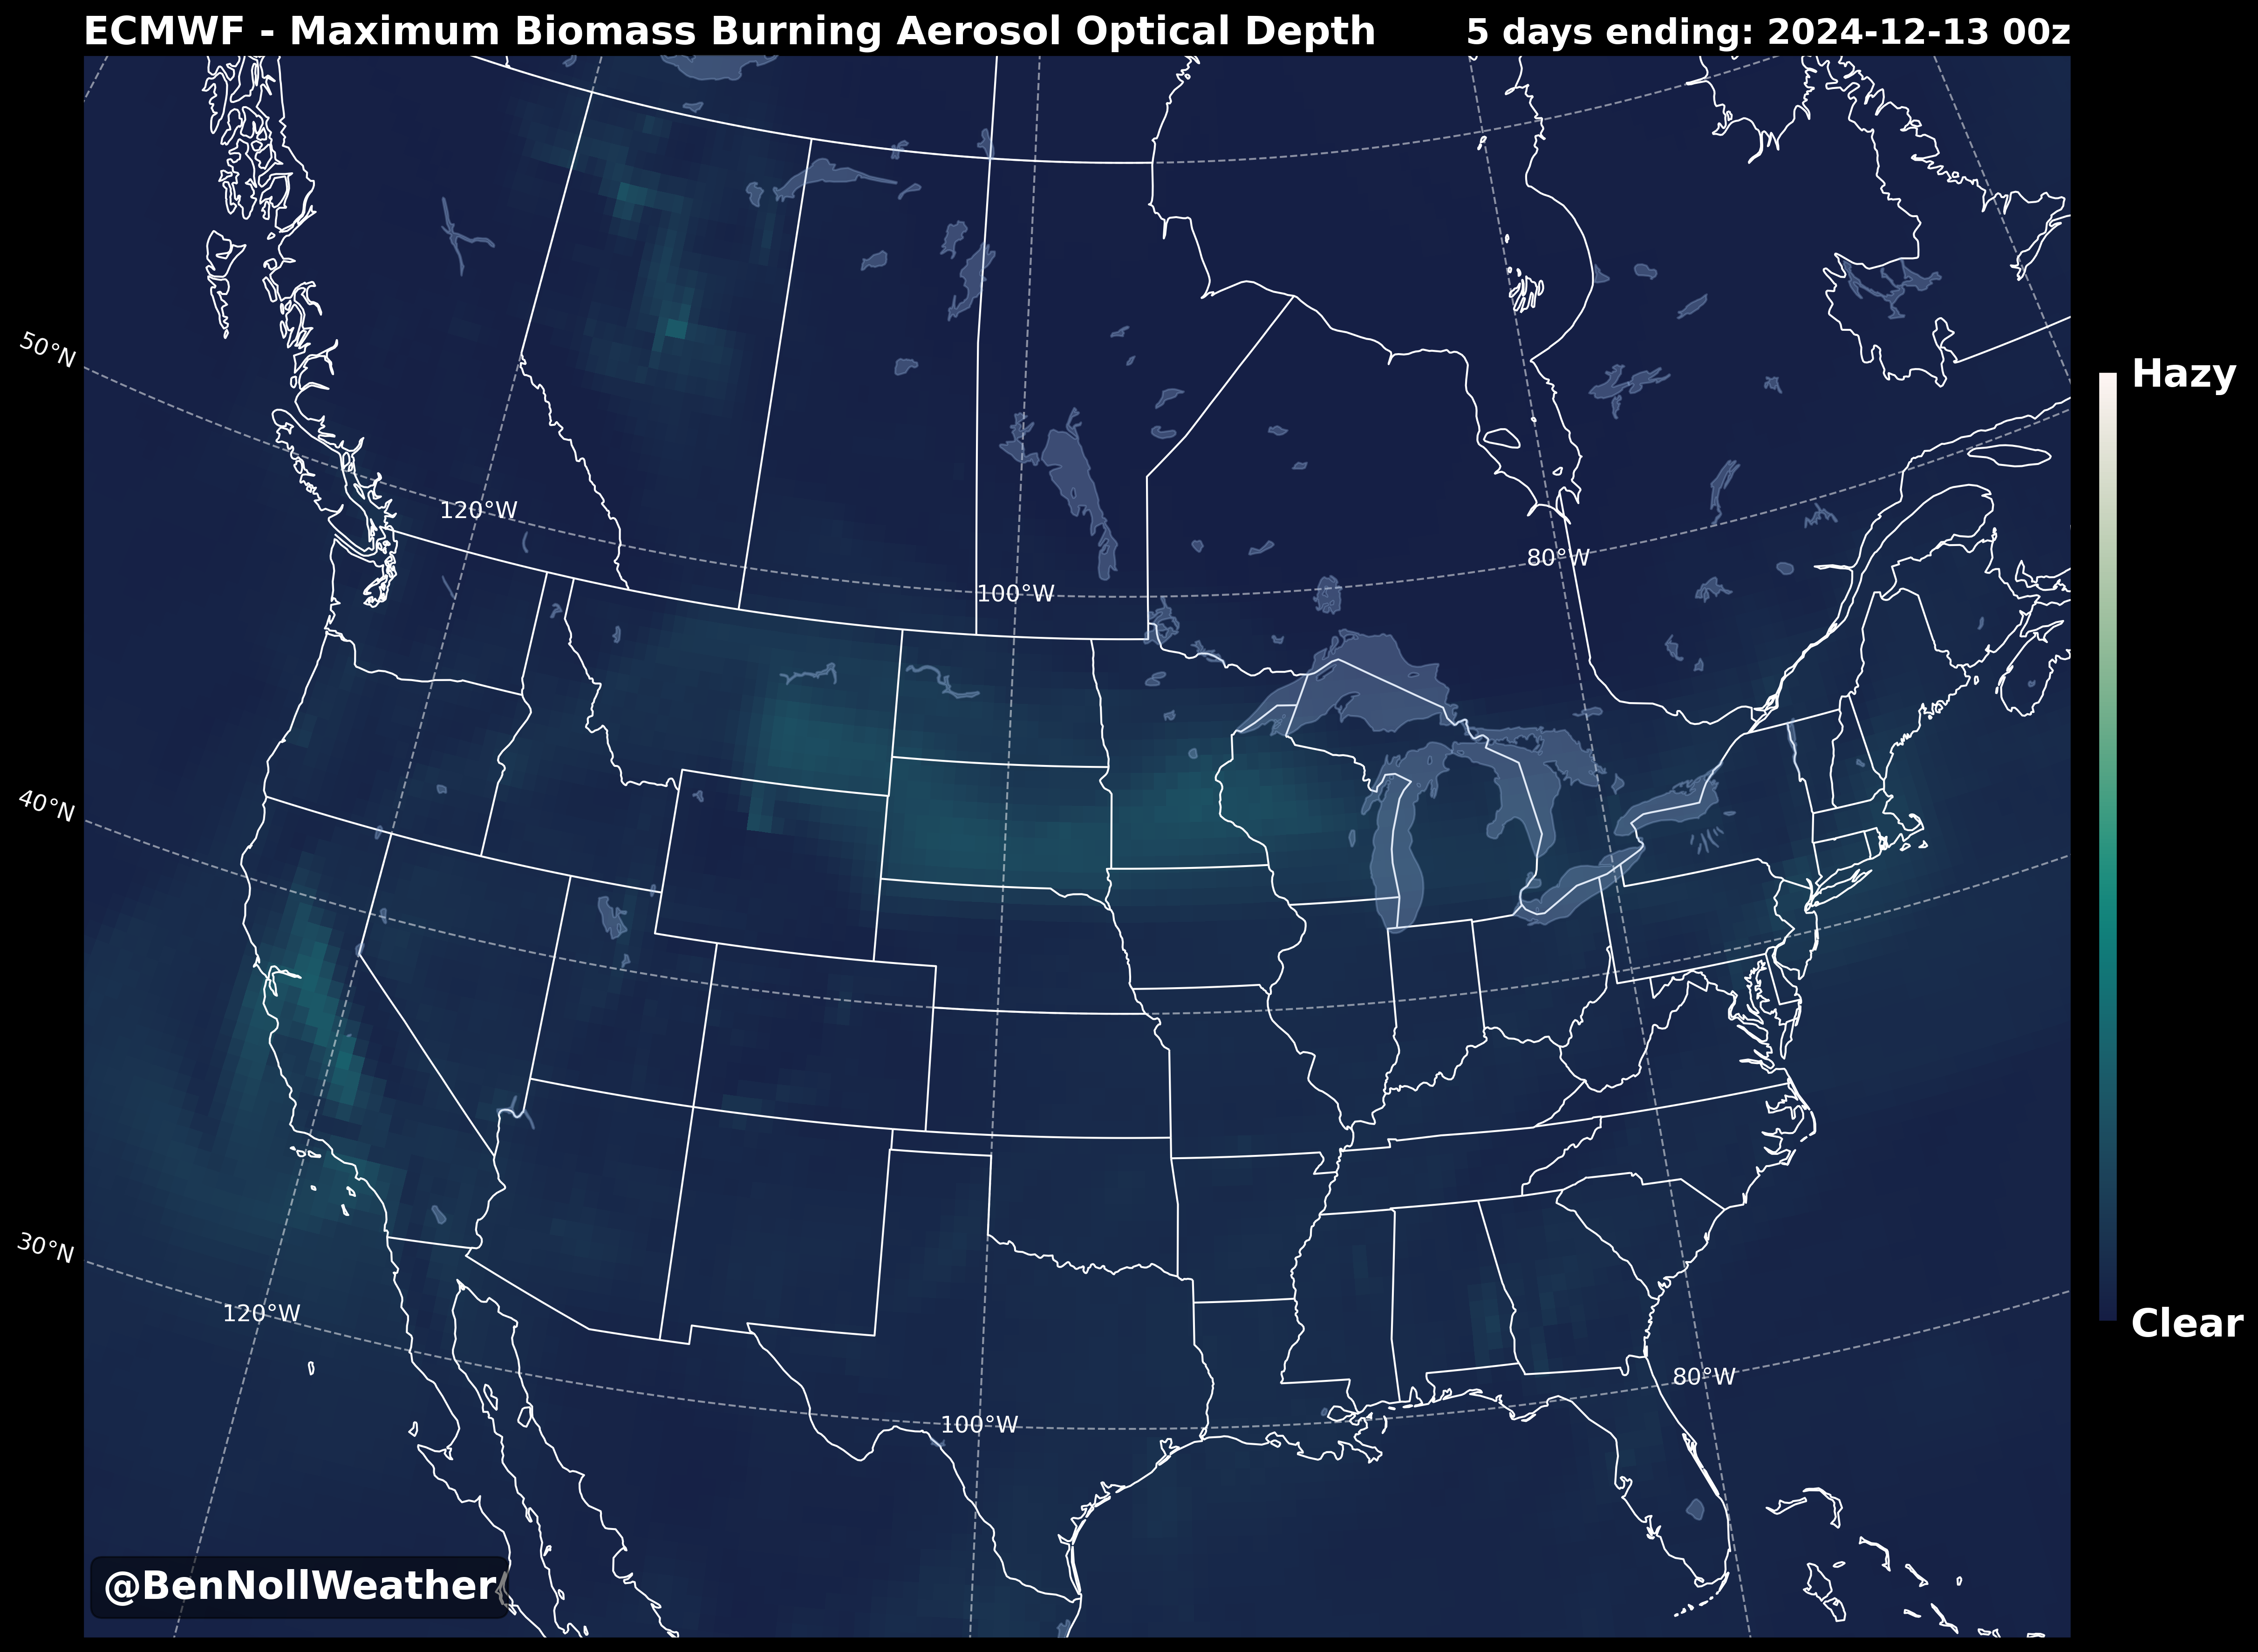 ECMWF - Maximum Biomass Burning Aerosol Optical Depth
5 days ending: 2024-12-13 00z
50°N
Hazy
120°W
80°W
100°W
40°N
30°N
120°W
Clear
80°W
100°W
@BenNollWeather